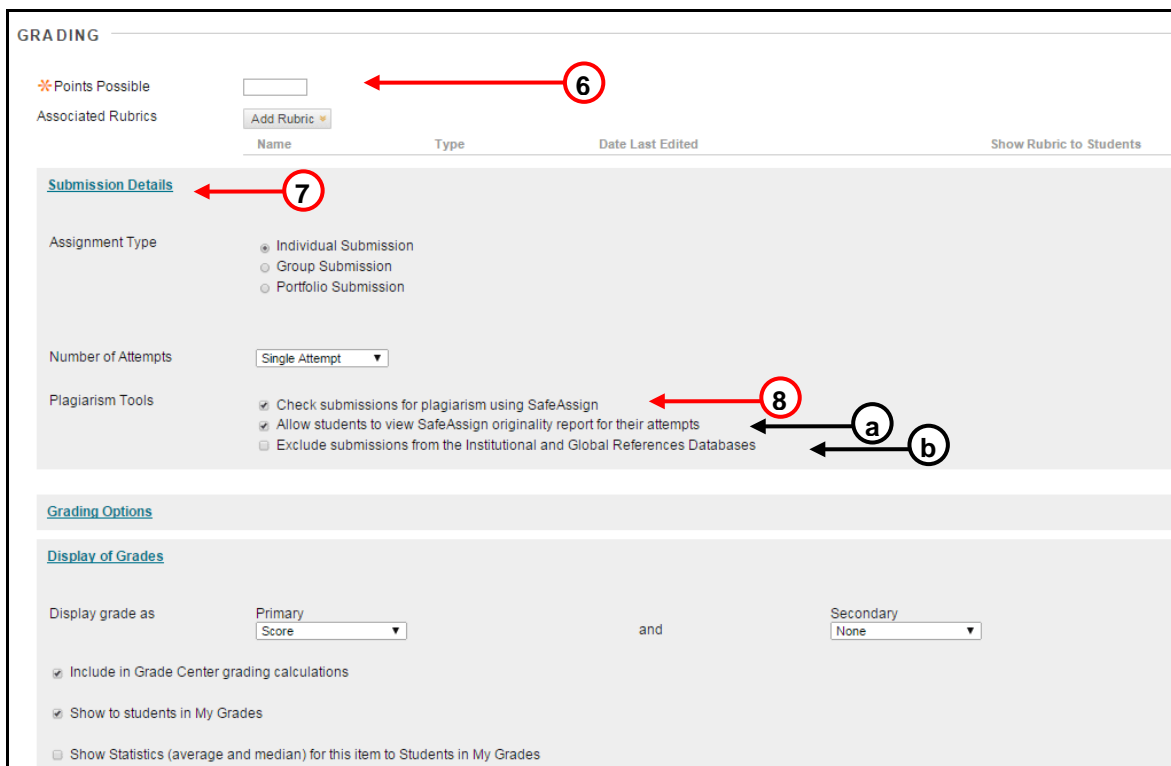 GRADING
Points Possible
6
Associated Rubrics
Add Rubric
Name Type Date Last Edited Show Rubric to Students
Submission Details
7
Assignment Type
Individual Submission
Group Submission
Portfolio Submission
Number of Attempts
Single Attempt
Plagiarism Tools
Check submissions for plagiarism using SafeAssign
8
Allow students to view SafeAssign originality report for their attempts
a
Exclude submissions from the Institutional and Global References Databases
b
Grading Options
Display of Grades
Display grade as
Primary
Score
and
Secondary
None
Include in Grade Center grading calculations
Show to students in My Grades
Show Statistics (average and median) for this item to Students in My Grades